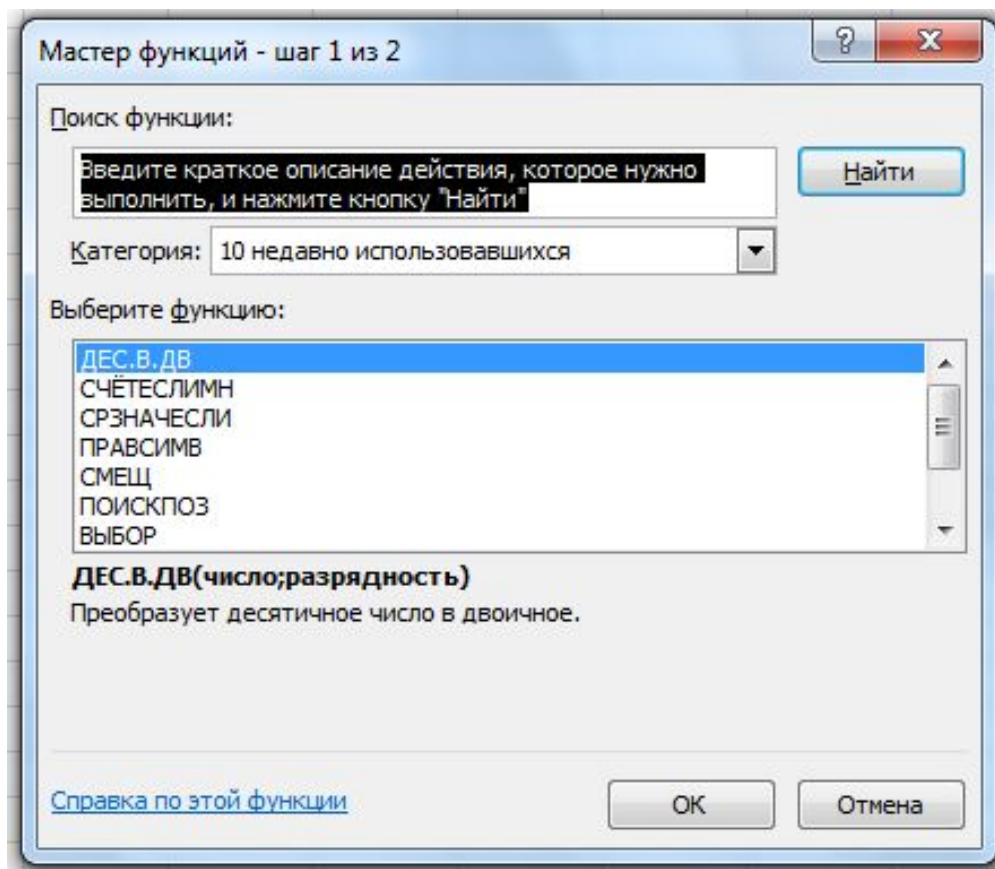 Мастер функций - шаг 1 из 2
Поиск функции:
Введите краткое описание действия, которое нужно
выполнить, и нажмите кнопку "Найти"
Найти
Категория: 10 недавно использовавшихся
Выберите функцию:
ДЕС.В.ДВ
СЧЁТЕСЛИМН
СРЗНАЧЕСЛИ
ПРАВСИМВ
СМЕЩ
ПОИСКПОЗ
ВЫБОР
ДЕС.В.ДВ(число;разрядность)
Преобразует десятичное число в двоичное.
Справка по этой функции
ОК
Отмена